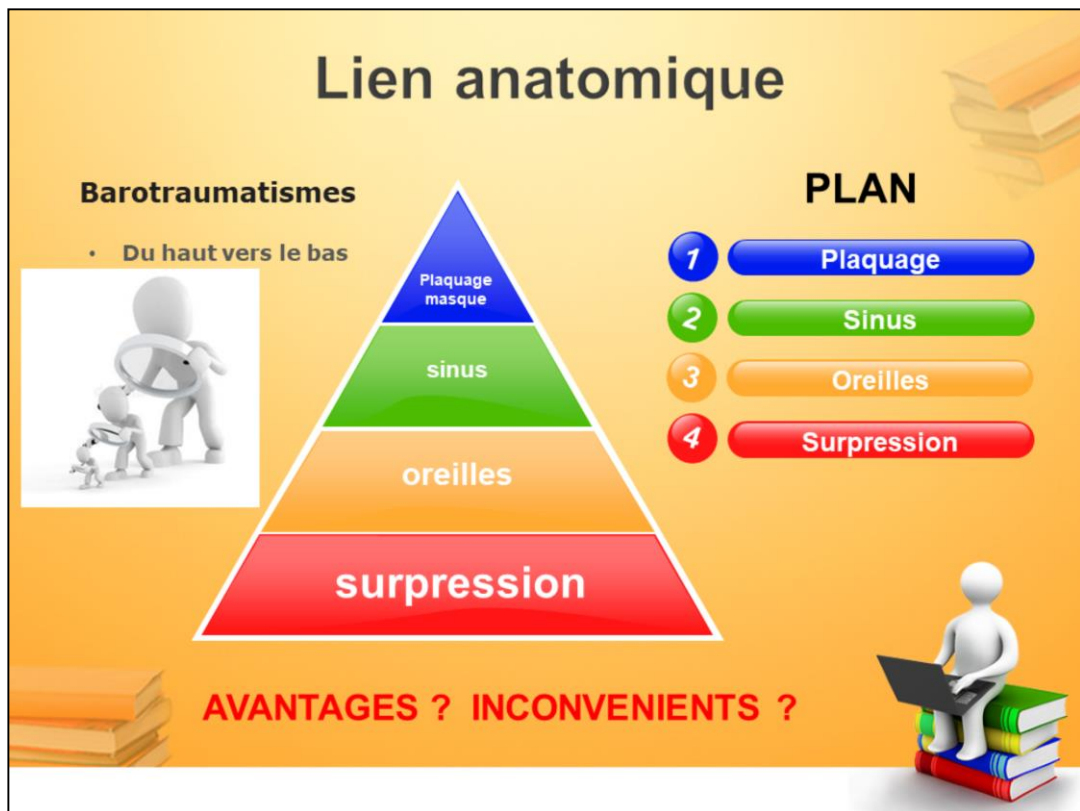 Lien anatomique
Barotraumatismes
• Du haut vers le bas
Plaquage
masque
sinus
oreilles
surpression
PLAN
1 Plaquage
2 Sinus
3 Oreilles
4 Surpression
AVANTAGES ? INCONVENIENTS ?